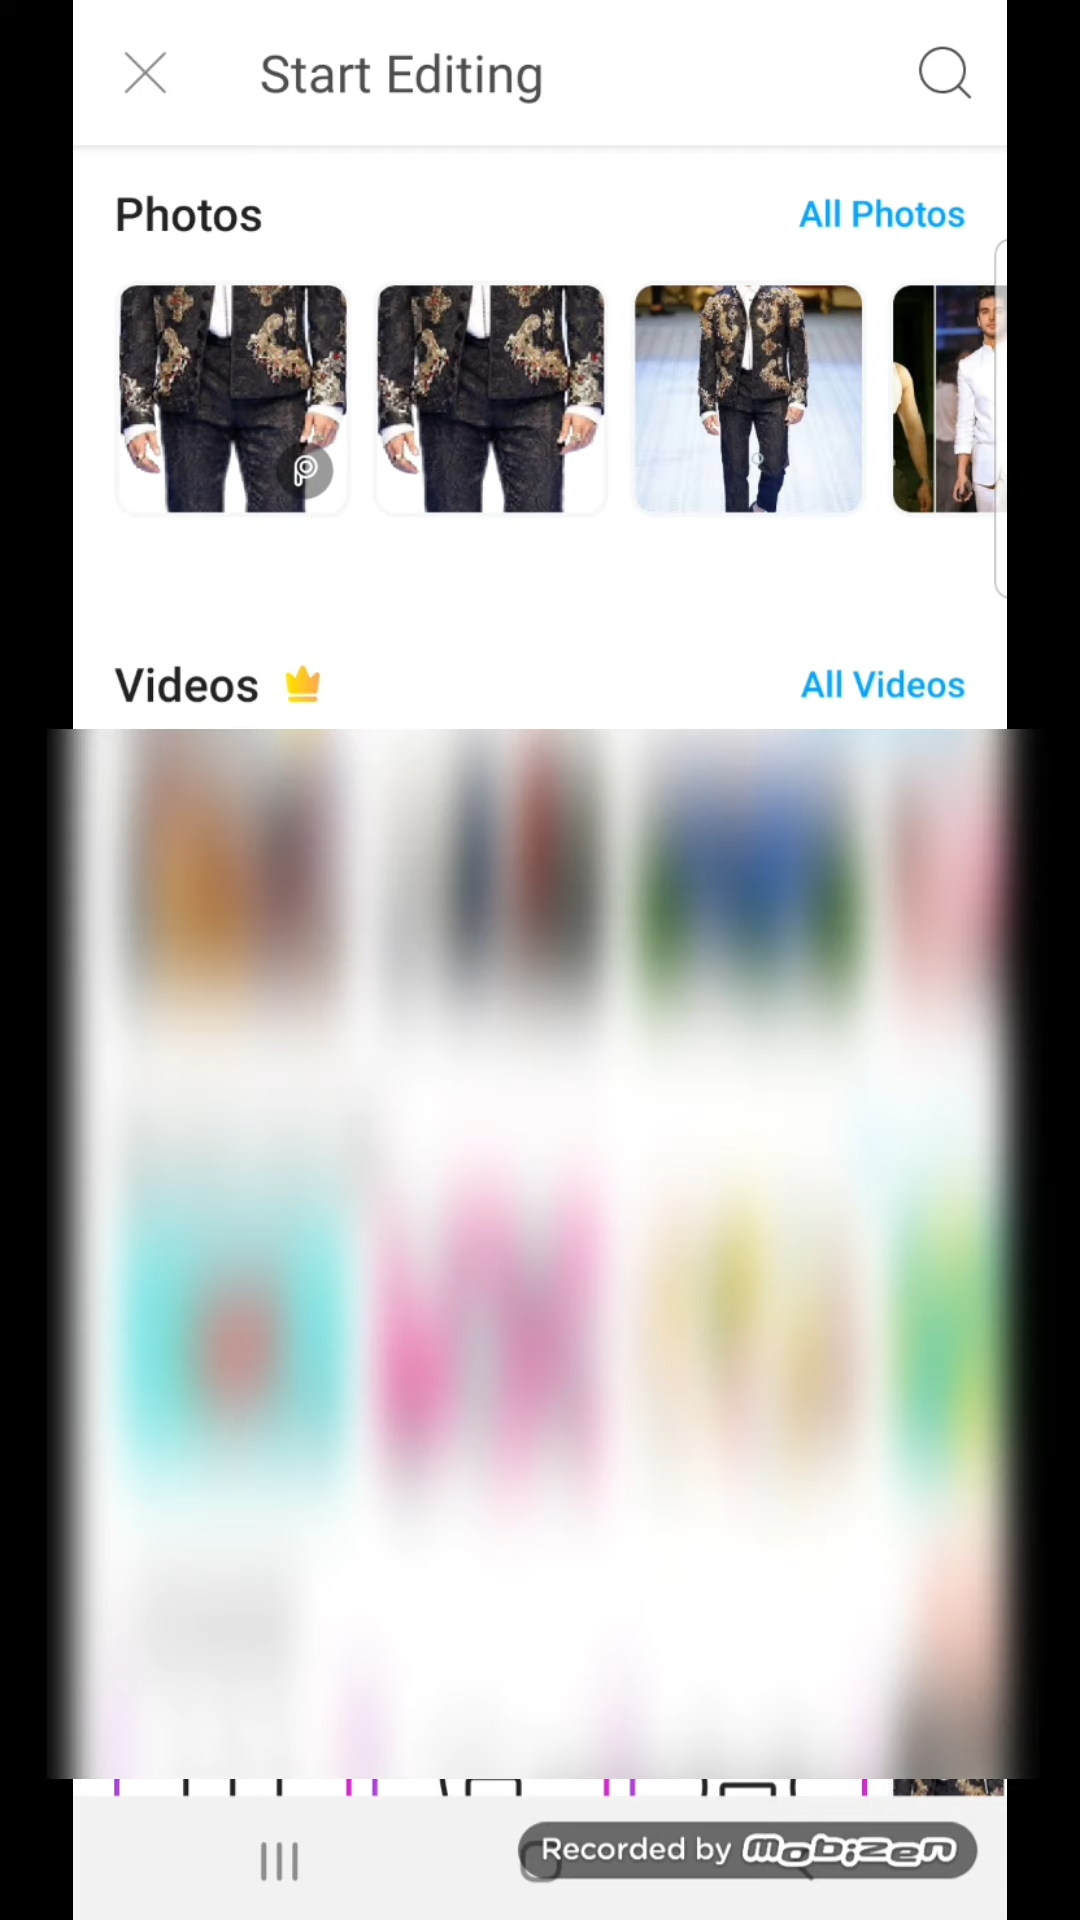 Start Editing
Photos
All Photos
Videos
All Videos
Recorded by mobizen